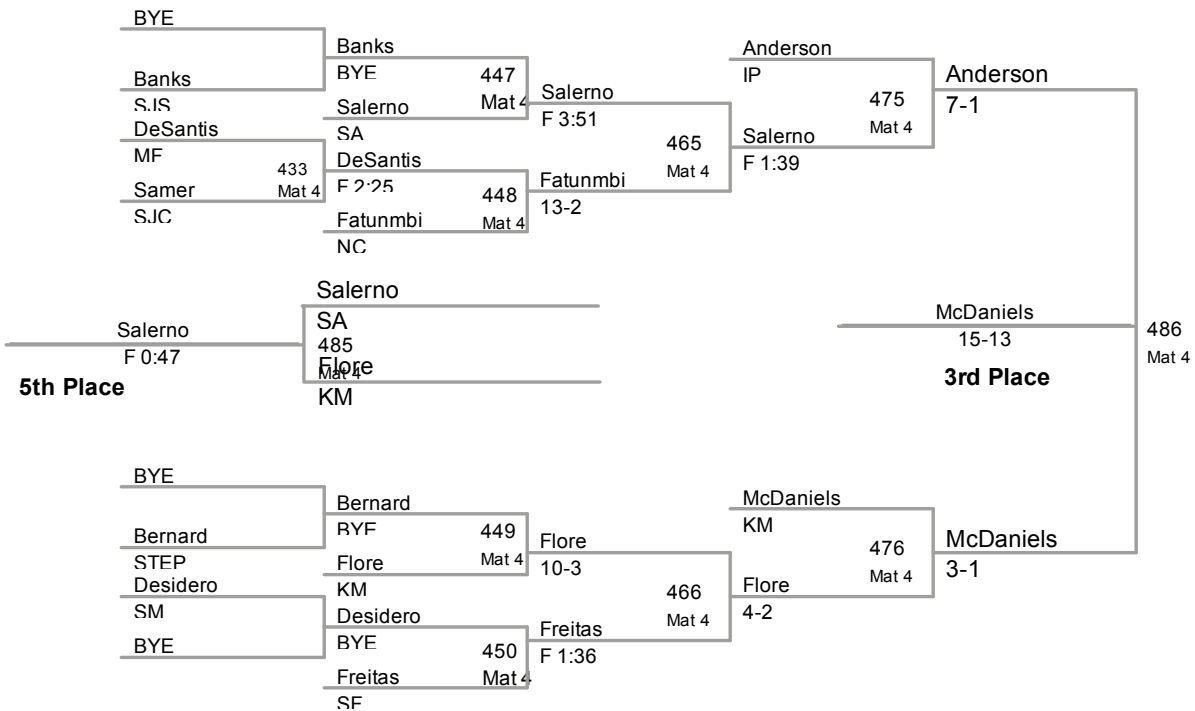 BYE
Banks
BYE
Banks
SJS
447
Mat 4
Salerno
SA
Salerno
F 3:51
DeSantis
MF
433
Mat 4
Samer
SJC
DeSantis
F 2:25
448
Mat 4
Fatunmbi
NC
Fatunmbi
13-2
465
Mat 4
Anderson
IP
Salerno
F 1:39
475
Mat 4
Anderson
7-1
Salerno
SA
485
Mat 4
Flore
KM
Salerno
F 0:47
5th Place
McDaniels
15-13
3rd Place
486
Mat 4
BYE
Bernard
STEP
Bernard
BYE
449
Mat 4
Flore
KM
Flore
10-3
Desidero
SM
BYE
Desidero
BYE
450
Mat 4
Freitas
SF
Freitas
F 1:36
466
Mat 4
McDaniels
KM
Flore
4-2
476
Mat 4
McDaniels
3-1